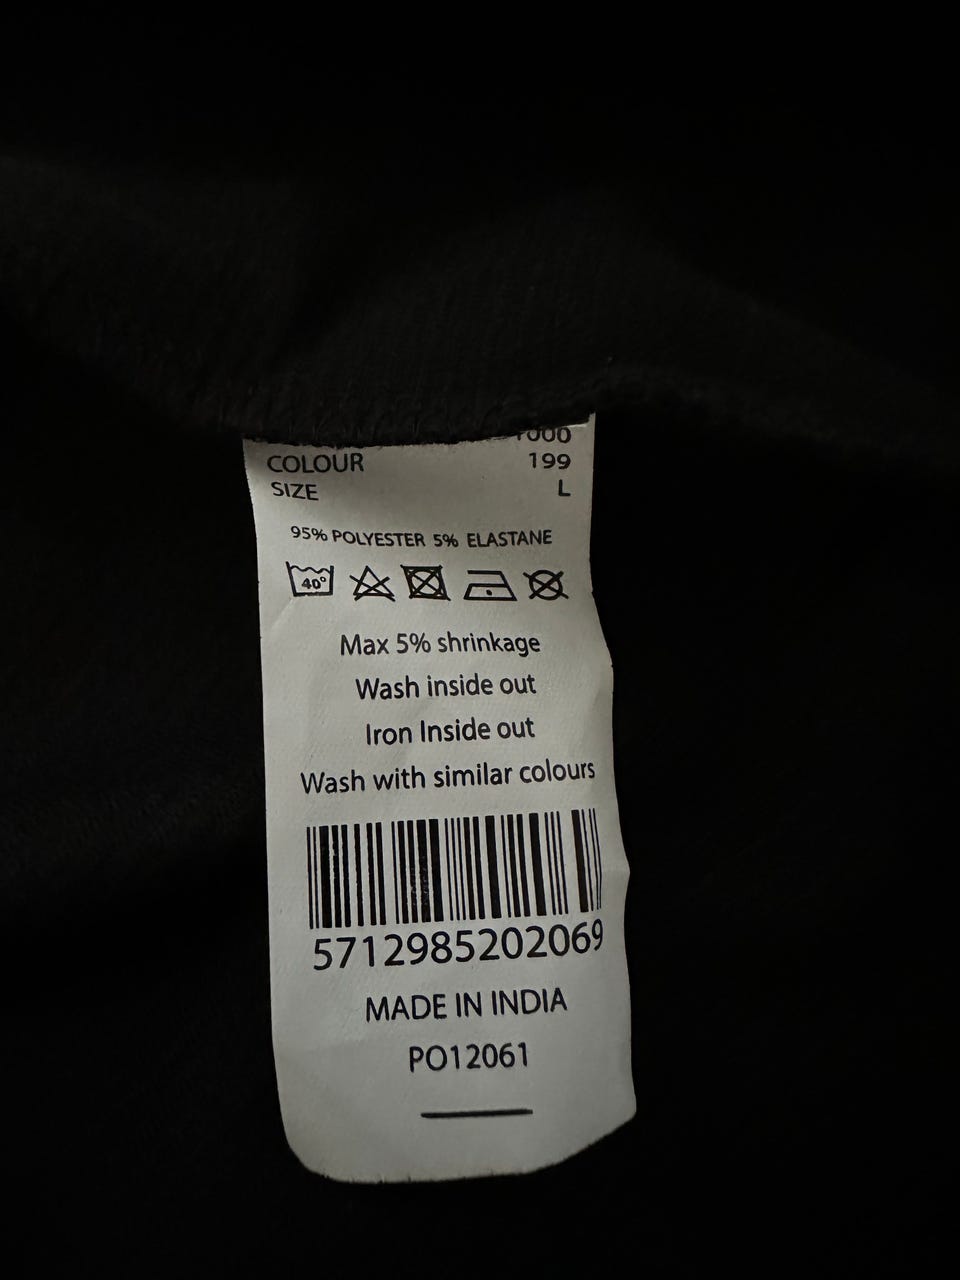 COLOUR 199
SIZE L
95% POLYESTER 5% ELASTANE
40°
Max 5% shrinkage
Wash inside out
Iron Inside out
Wash with similar colours
5712985202069
MADE IN INDIA
PO12061